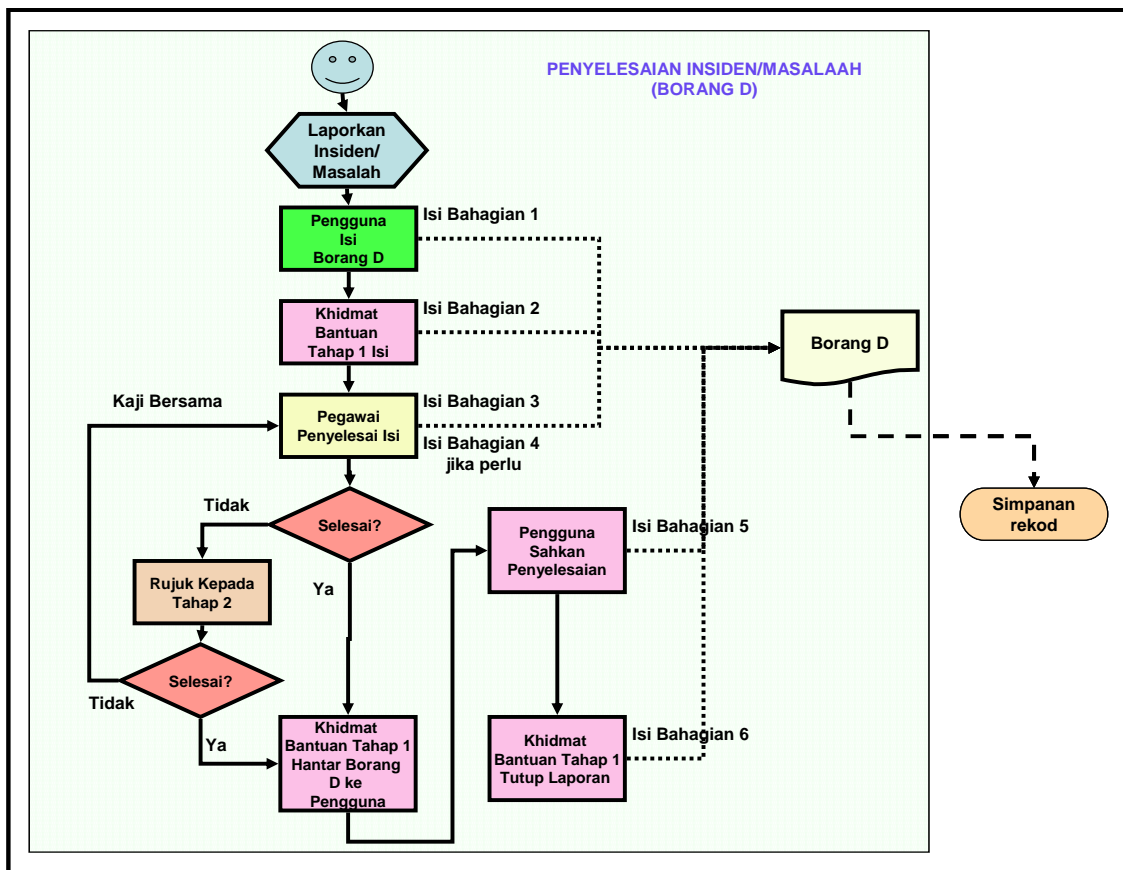 PENYELESAIAN INSIDEN/MASALAAH
(BORANG D)
Laporkan
Insiden/
Masalah
Pengguna
Isi
Borang D
Isi Bahagian 1
Khidmat
Bantuan
Tahap 1 Isi
Isi Bahagian 2
Borang D
Kaji Bersama
Pegawai
Penyelesai Isi
Isi Bahagian 3
Isi Bahagian 4
jika perlu
Simpanan
rekod
Tidak
Selesai?
Ya
Pengguna
Sahkan
Penyelesaian
Isi Bahagian 5
Rujuk Kepada
Tahap 2
Selesai?
Tidak
Ya
Khidmat
Bantuan Tahap 1
Hantar Borang
D ke
Pengguna
Khidmat
Bantuan Tahap 1
Tutup Laporan
Isi Bahagian 6